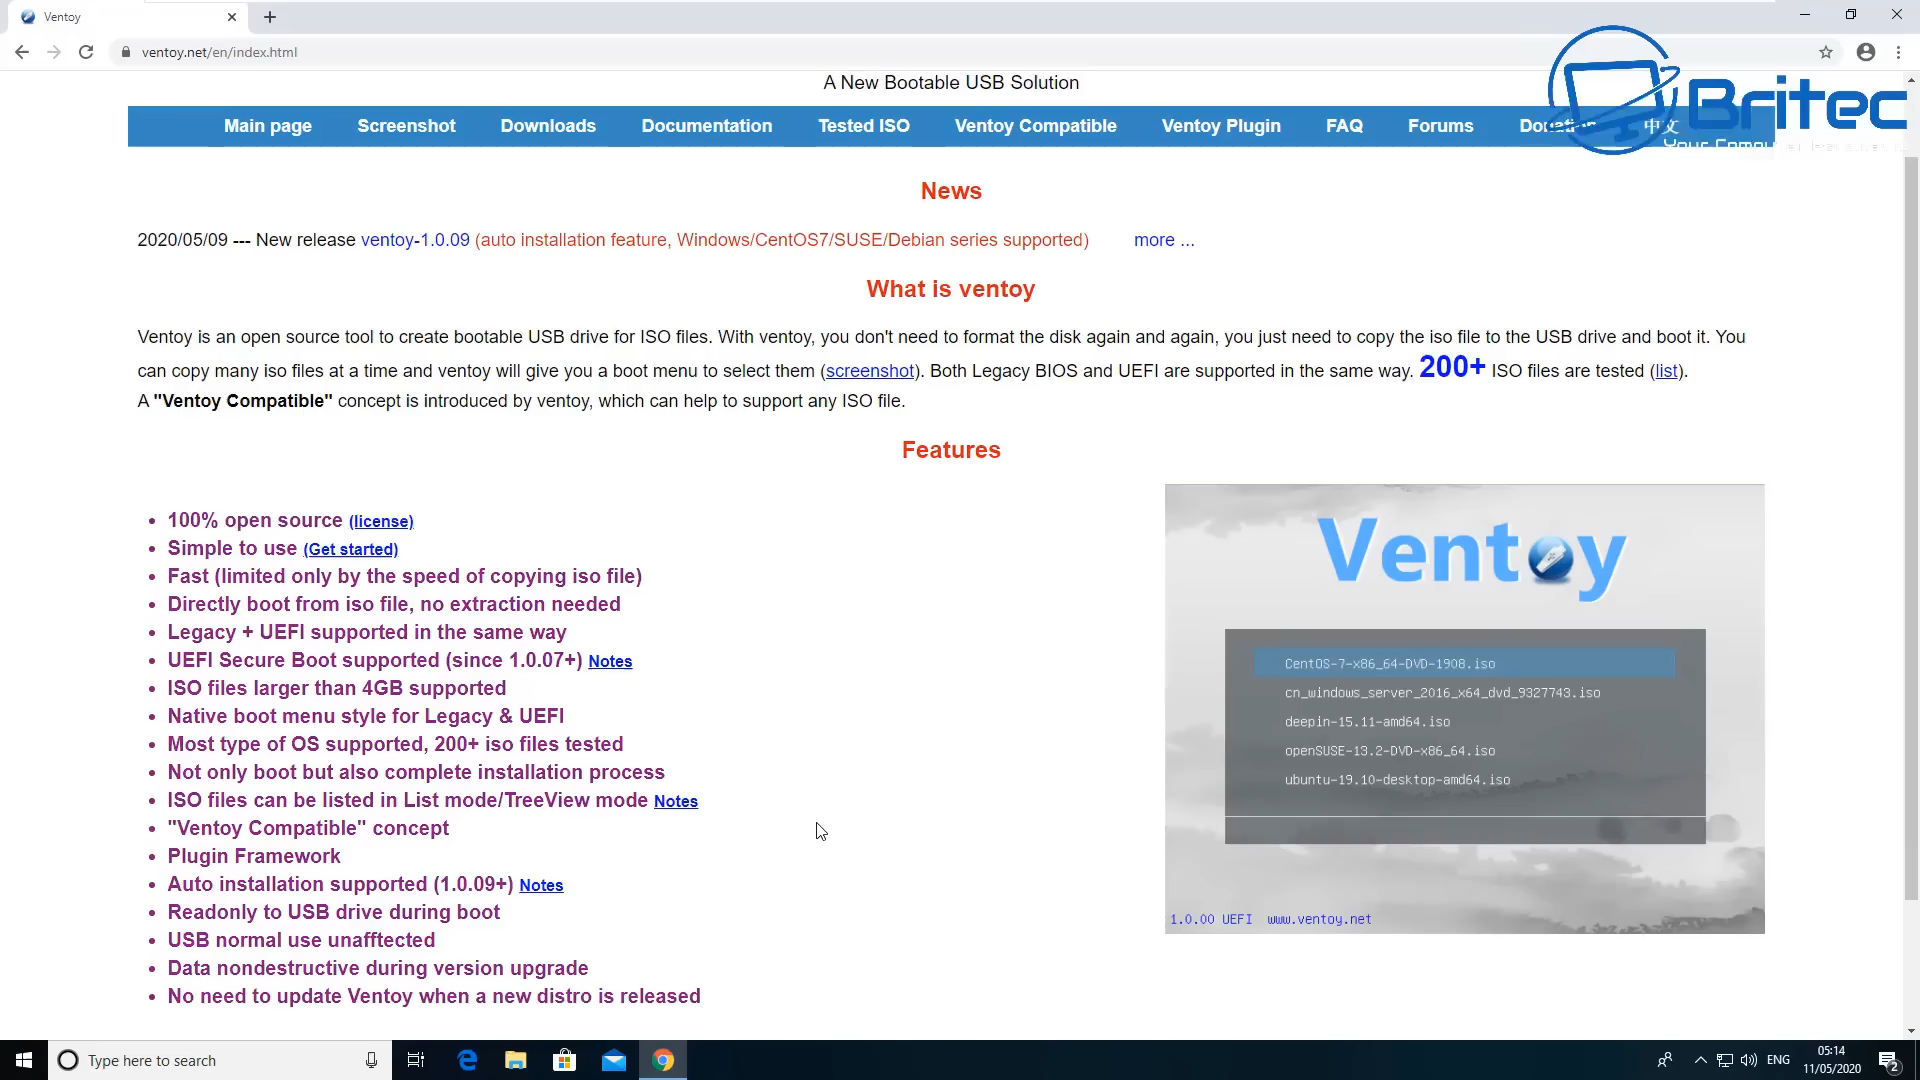 Ventoy
ventoy.net/en/index.html
Britec
A New Bootable USB Solution
Main page Screenshot Downloads Documentation Tested ISO Ventoy Compatible Ventoy Plugin FAQ Forums Donation 中文
News
2020/05/09 --- New release ventoy-1.0.09 (auto installation feature, Windows/CentOS7/SUSE/Debian series supported) more ...
What is ventoy
Ventoy is an open source tool to create bootable USB drive for ISO files. With ventoy, you don't need to format the disk again and again, you just need to copy the iso file to the USB drive and boot it. You
can copy many iso files at a time and ventoy will give you a boot menu to select them (screenshot). Both Legacy BIOS and UEFI are supported in the same way. 200+ ISO files are tested (list).
A "Ventoy Compatible" concept is introduced by ventoy, which can help to support any ISO file.
Features
• 100% open source (license)
• Simple to use (Get started)
• Fast (limited only by the speed of copying iso file)
• Directly boot from iso file, no extraction needed
• Legacy + UEFI supported in the same way
• UEFI Secure Boot supported (since 1.0.07+) Notes
• ISO files larger than 4GB supported
• Native boot menu style for Legacy & UEFI
• Most type of OS supported, 200+ iso files tested
• Not only boot but also complete installation process
• ISO files can be listed in List mode/TreeView mode Notes
• "Ventoy Compatible" concept
• Plugin Framework
• Auto installation supported (1.0.09+) Notes
• Readonly to USB drive during boot
• USB normal use unafftected
• Data nondestructive during version upgrade
• No need to update Ventoy when a new distro is released
Ventoy
CentOS-7-x86_64-DVD-1908.iso
cn_windows_server_2016_x64_dvd_9327743.iso
deepin-15.11-amd64.iso
openSUSE-13.2-DVD-x86_64.iso
ubuntu-19.10-desktop-amd64.iso
1.0.00 UEFI www.ventoy.net
Type here to search
ENG
05:14
11/05/2020
2